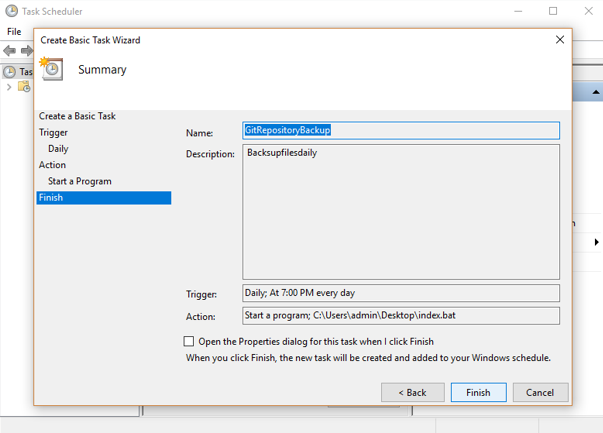 Task Scheduler
File
Create Basic Task Wizard
Summary
Create a Basic Task
Trigger
Daily
Action
Start a Program
Finish
Name:
GitRepositoryBackup
Description:
Backsupfilesdaily
Trigger:
Daily; At 7:00 PM every day
Action:
Start a program; C:\Users\admin\Desktop\index.bat
Open the Properties dialog for this task when I click Finish
When you click Finish, the new task will be created and added to your Windows schedule.
< Back
Finish
Cancel